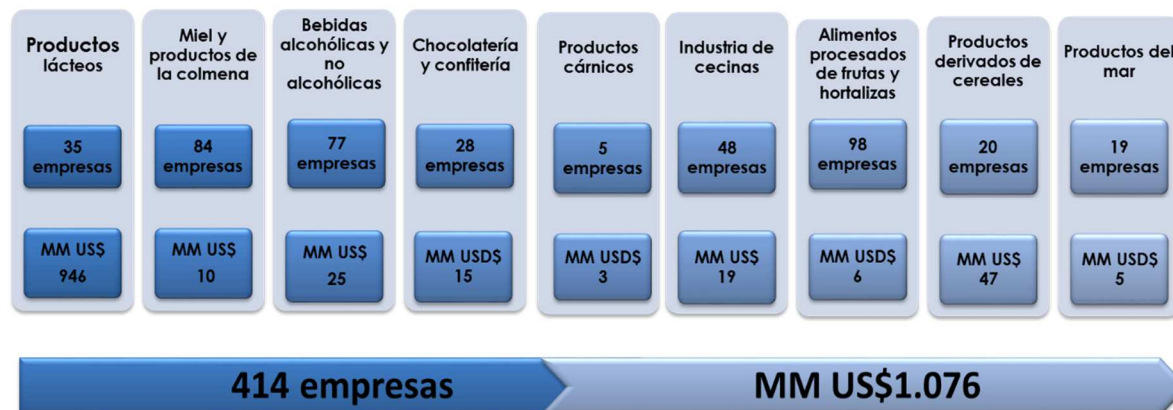 Productos
lácteos
35
empresas
MM US$
946
Miel y
productos de
la colmena
84
empresas
MM US$
10
Bebidas
alcohólicas y
no
alcohólicas
77
empresas
MM US$
25
Chocolatería
y confitería
28
empresas
MM USD$
15
Productos
cárnicos
5
empresas
MM USD$
3
Industria de
cecinas
48
empresas
MM US$
19
Alimentos
procesados
de frutas y
hortalizas
98
empresas
MM USD$
6
Productos
derivados de
cereales
20
empresas
MM US$
47
Productos del
mar
19
empresas
MM USD$
5
414 empresas
MM US$1.076